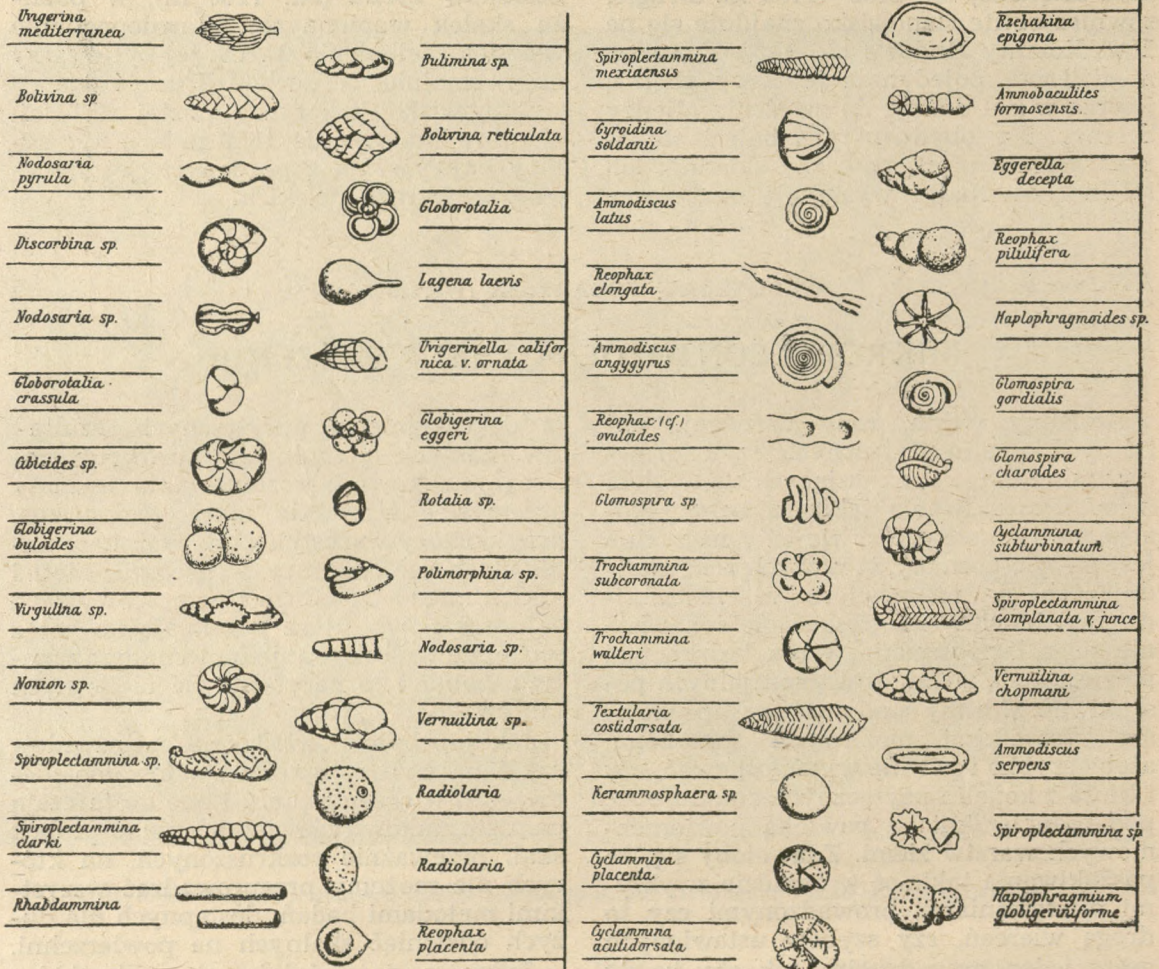 Uvigerina
mediterranea
Bolivina sp
Nodosaria
pyrula
Discorbina sp.
Nodosaria sp.
Globorotalia
crassula
Cibicides sp.
Globigerina
buloides
Virgulina sp.
Nonion sp.
Spiroplectammina sp.
Spiroplectammina
clarki
Rhabdammina
Bulimina sp.
Bolivina reticulata
Globorotalia
Lagena laevis
Uvigerinella califor
nica v. ornata
Globigerina
eggeri
Rotalia sp.
Polimorphina sp.
Nodosaria sp.
Vernuilina sp.
Radiolaria
Radiolaria
Reophax
placenta
Spiroplectammina
mexiaensis
Gyroidina
soldanii
Ammodiscus
latus
Reophax
elongata
Ammodiscus
angygyrus
Reophax (cf.)
ovuloides
Glomospira sp
Trochammina
subcoronata
Trochammina
walteri
Textularia
costidorsata
Kerammosphaera sp.
Cyclammina
placenta
Cyclammina
acutidorsata
Rzehakina
epigona
Ammobaculites
formosensis.
Eggerella
decepta
Reophax
pilulifera
Haplophragmoides sp.
Glomospira
gordialis
Glomospira
charoides
Cyclammina
subturbinatum
Spiroplectammina
complanata v. junce
Vernuilina
chopmani
Ammodiscus
serpens
Spiroplectammina sp
Haplophragmium
globigeriniforme